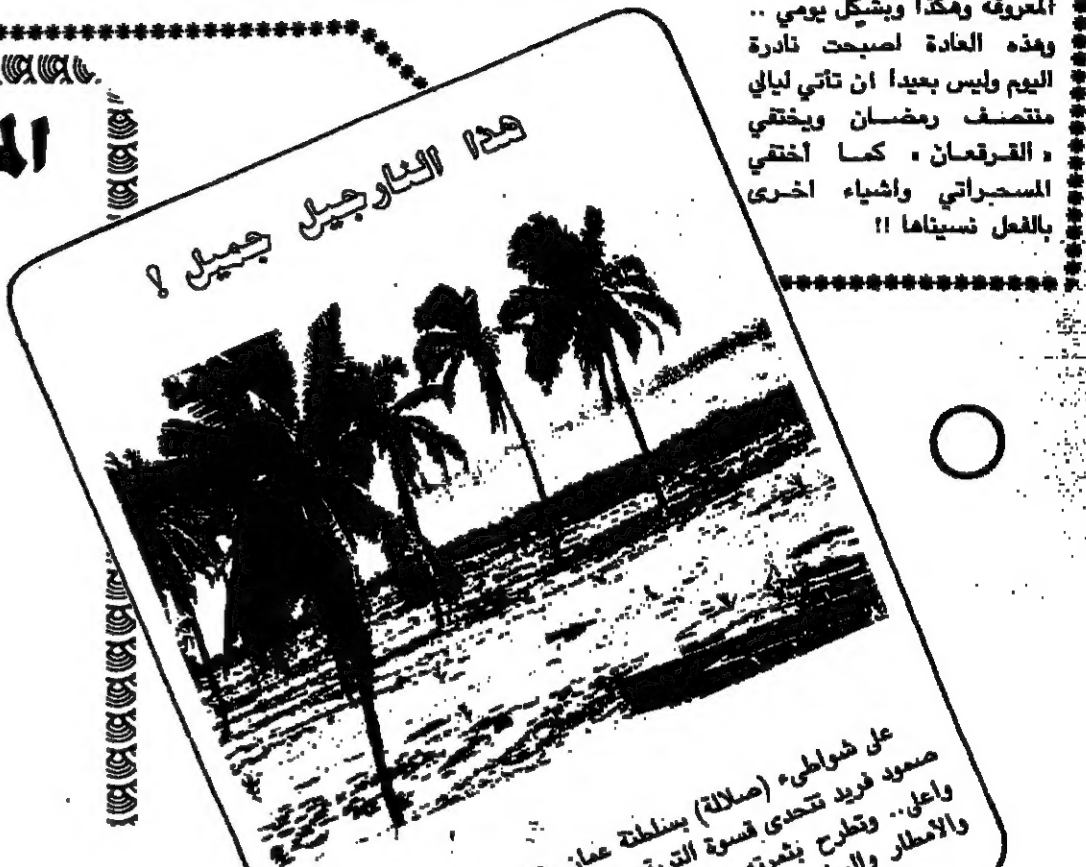 المعروفة وهكذا وبشكل يومي ..
وهذه العادة اصبحت نادرة
اليوم وليس بعيداً ان تأتي ليالي
منتصف رمضان ويختفي
« القرقعان » كما أختفى
المسحراتي واشياء اخرى
بالفعل نسيناها !!
هذا النارجيل جميل !
على شواطىء (صلالة) بسلطنة عمان
صمود فريد تتحدى قسوة
واعلى.. وتطرح
والأمطار